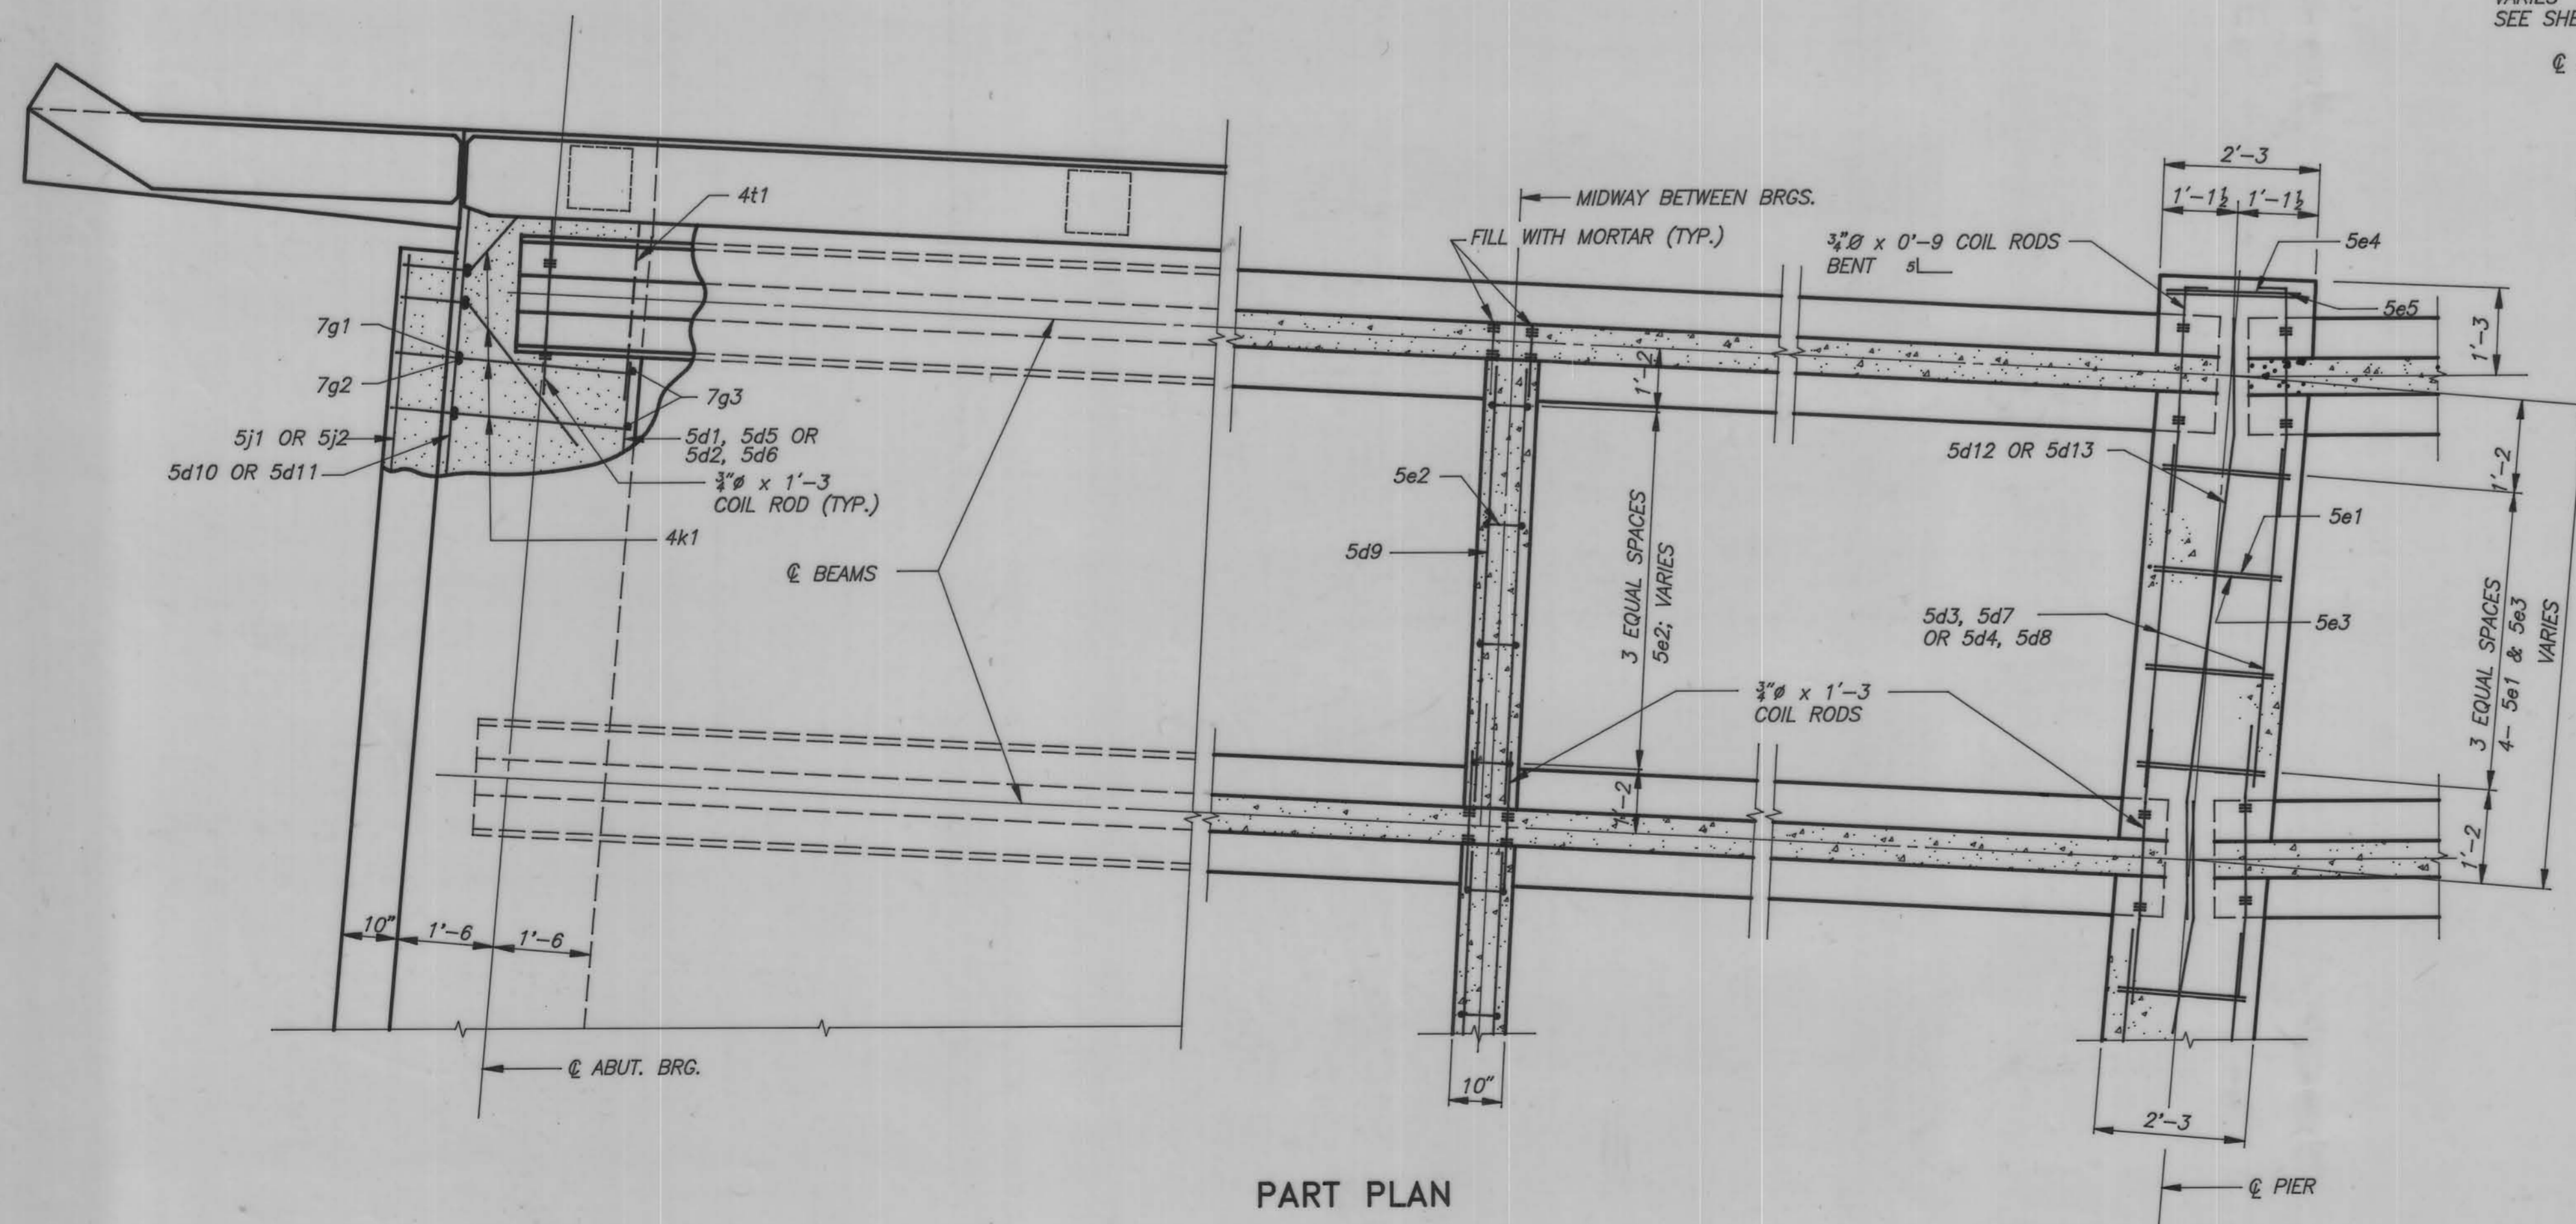 SEE SHE
℄
2'-3
1'-1½ 1'-1½
4t1
MIDWAY BETWEEN BRGS.
FILL WITH MORTAR (TYP.)
¾"Ø x 0'-9 COIL RODS
BENT 5
5e4
5e5
1'-3
7g1
7g2
7g3
1'-2
5j1 OR 5j2
5d10 OR 5d11
5d1, 5d5 OR
5d2, 5d6
¾"Ø x 1'-3
COIL ROD (TYP.)
4k1
5e2
5d9
℄ BEAMS
3 EQUAL SPACES
5e2; VARIES
5d12 OR 5d13
1'-2
5e1
5d3, 5d7
OR 5d4, 5d8
5e3
3 EQUAL SPACES
4- 5e1 & 5e3
VARIES
¾"Ø x 1'-3
COIL RODS
1'-2
1'-2
10"
1'-6
1'-6
℄ ABUT. BRG.
10"
2'-3
℄ PIER
PART PLAN